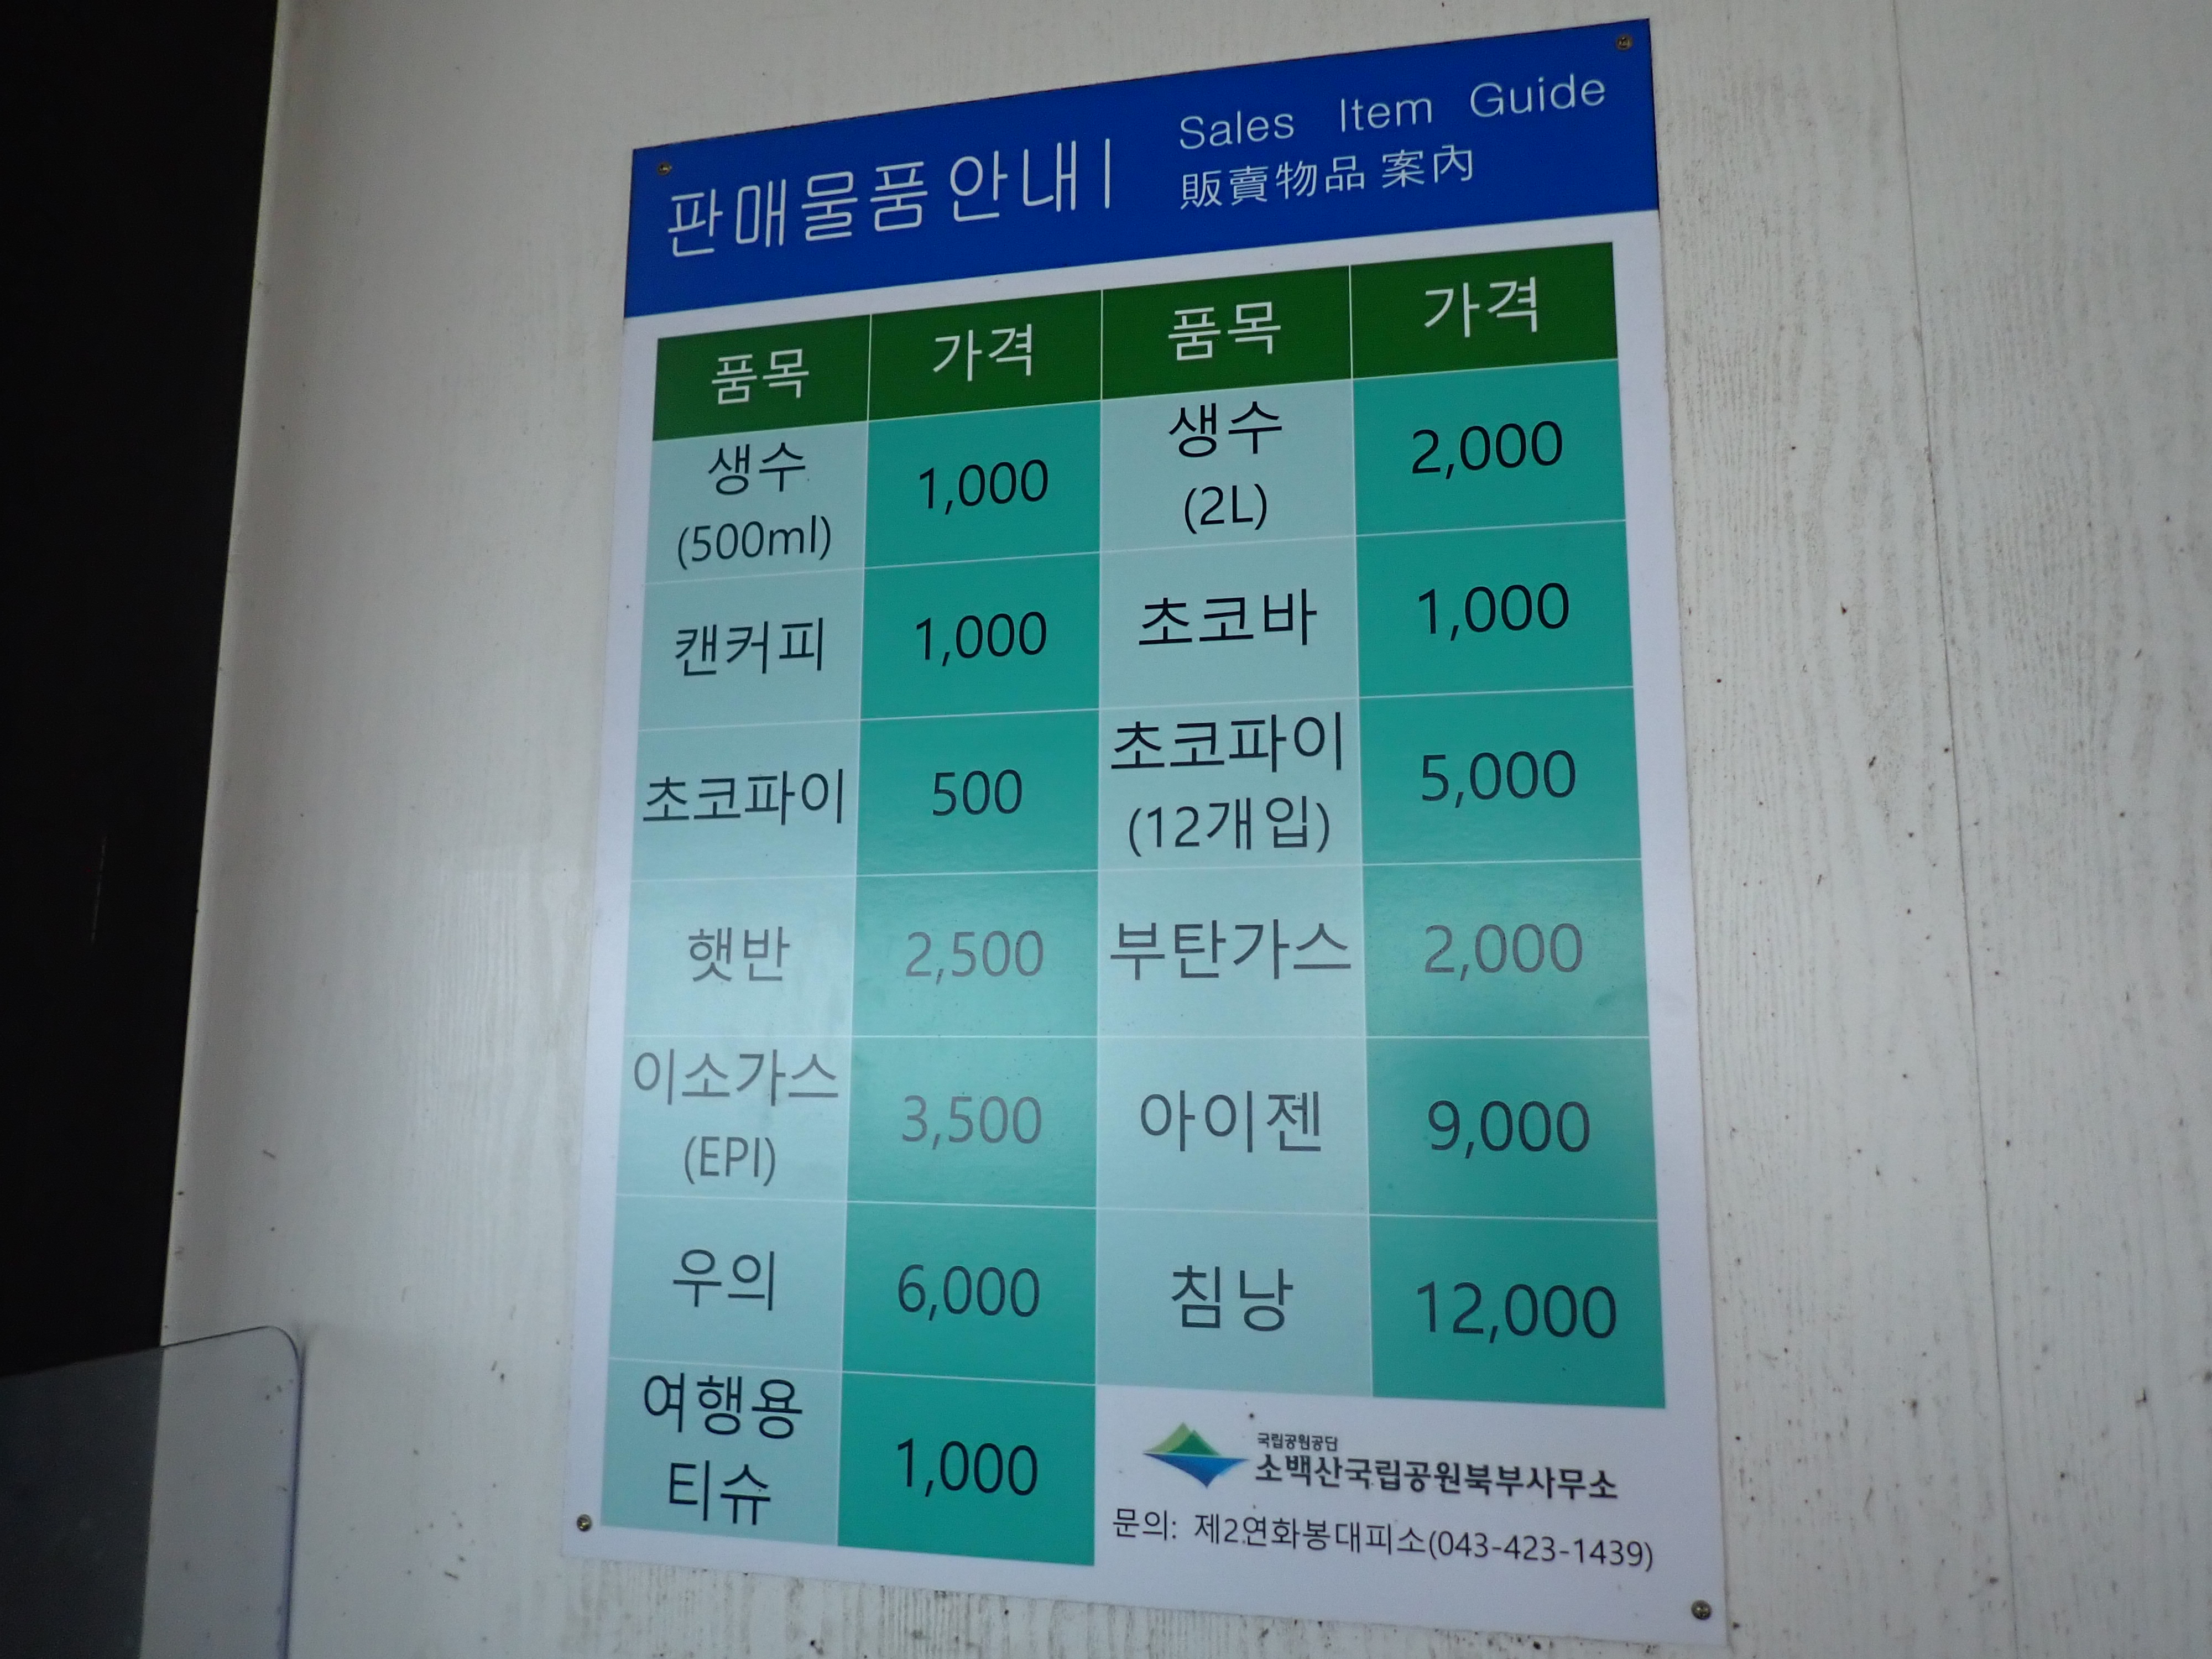 판매물품 안내 |
Sales Item Guide
販賣物品 案內
품목 가격 품목 가격
생수
(500ml)
1,000
생수
(2L)
2,000
캔커피 1,000 초코바 1,000
초코파이 500
초코파이
(12개입)
5,000
햇반 2,500 부탄가스 2,000
이소가스
(EPI)
3,500
아이젠 9,000
우의 6,000 침낭 12,000
여행용
티슈
1,000
국립공원공단
소백산국립공원북부사무소
문의: 제2연화봉대피소(043-423-1439)